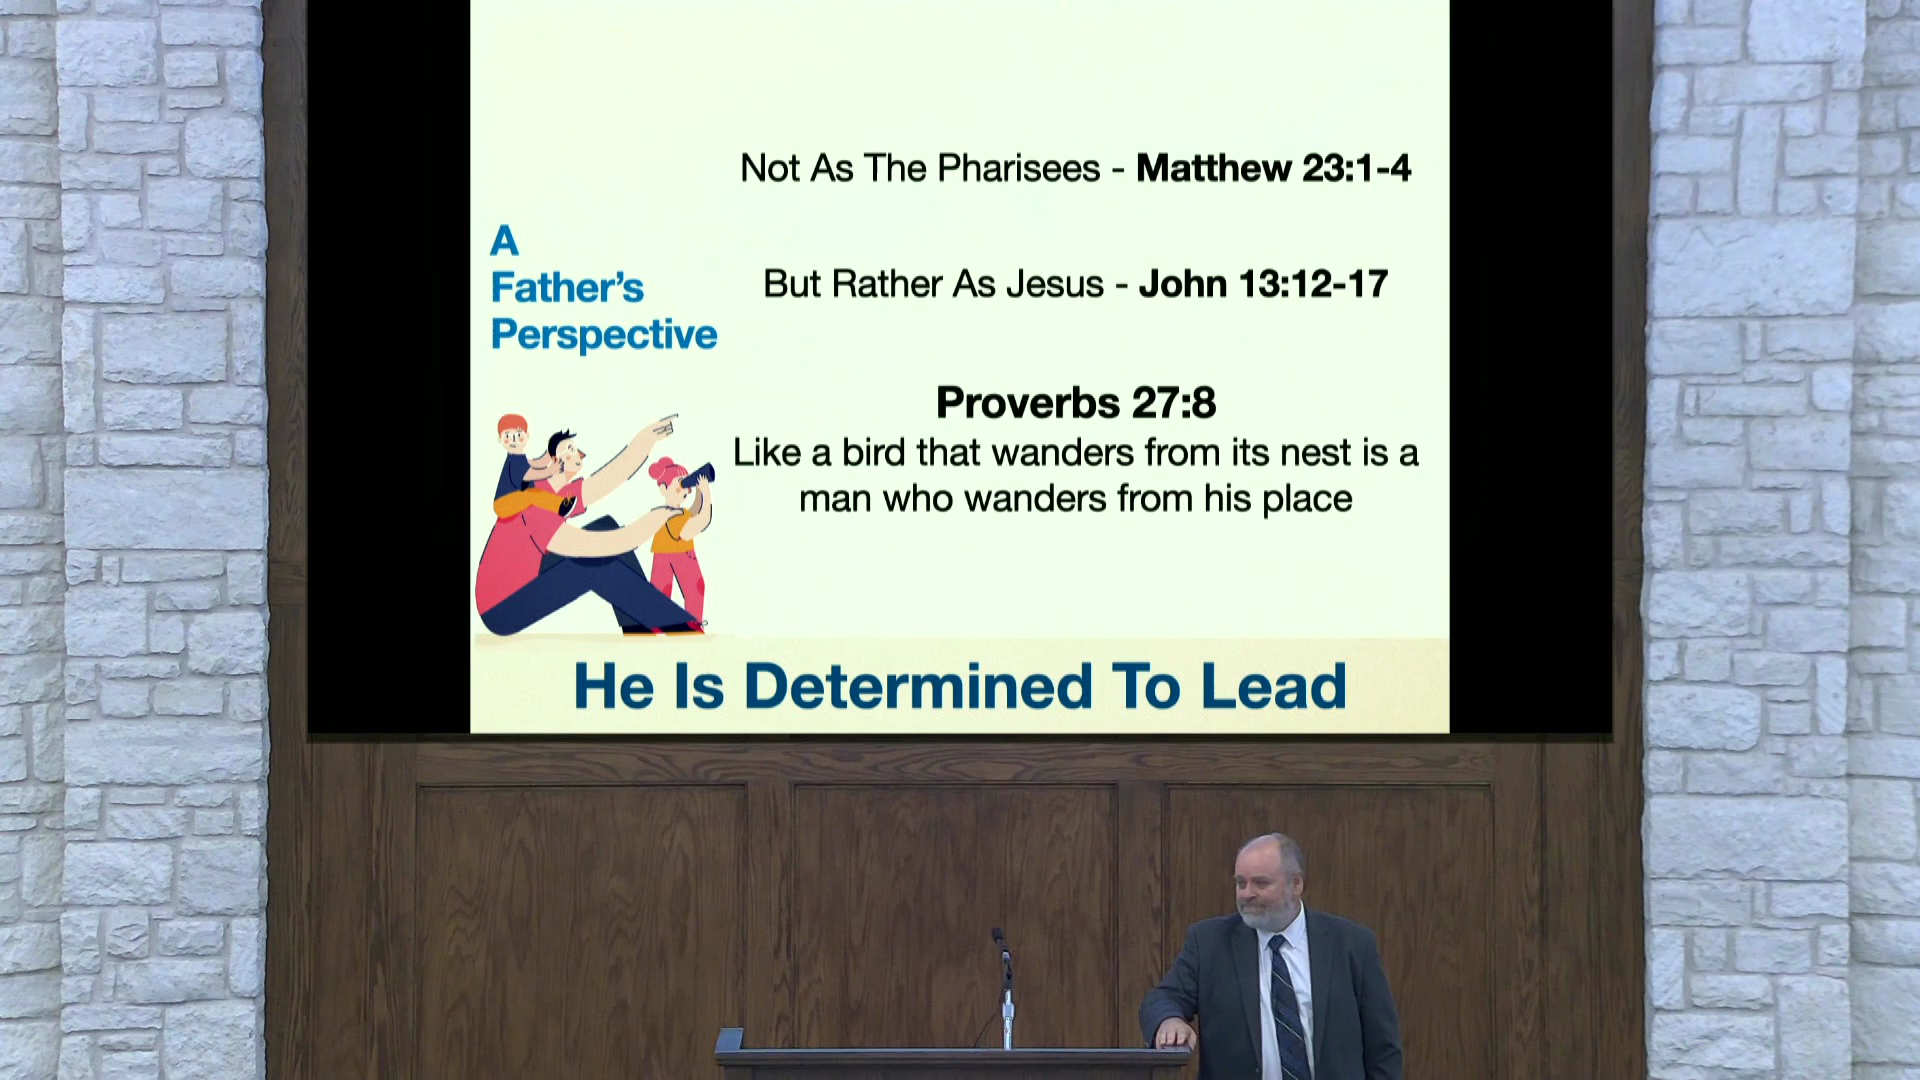 Not As The Pharisees - Matthew 23:1-4
A
Father’s
Perspective
But Rather As Jesus - John 13:12-17
Proverbs 27:8
Like a bird that wanders from its nest is a
man who wanders from his place
He Is Determined To Lead